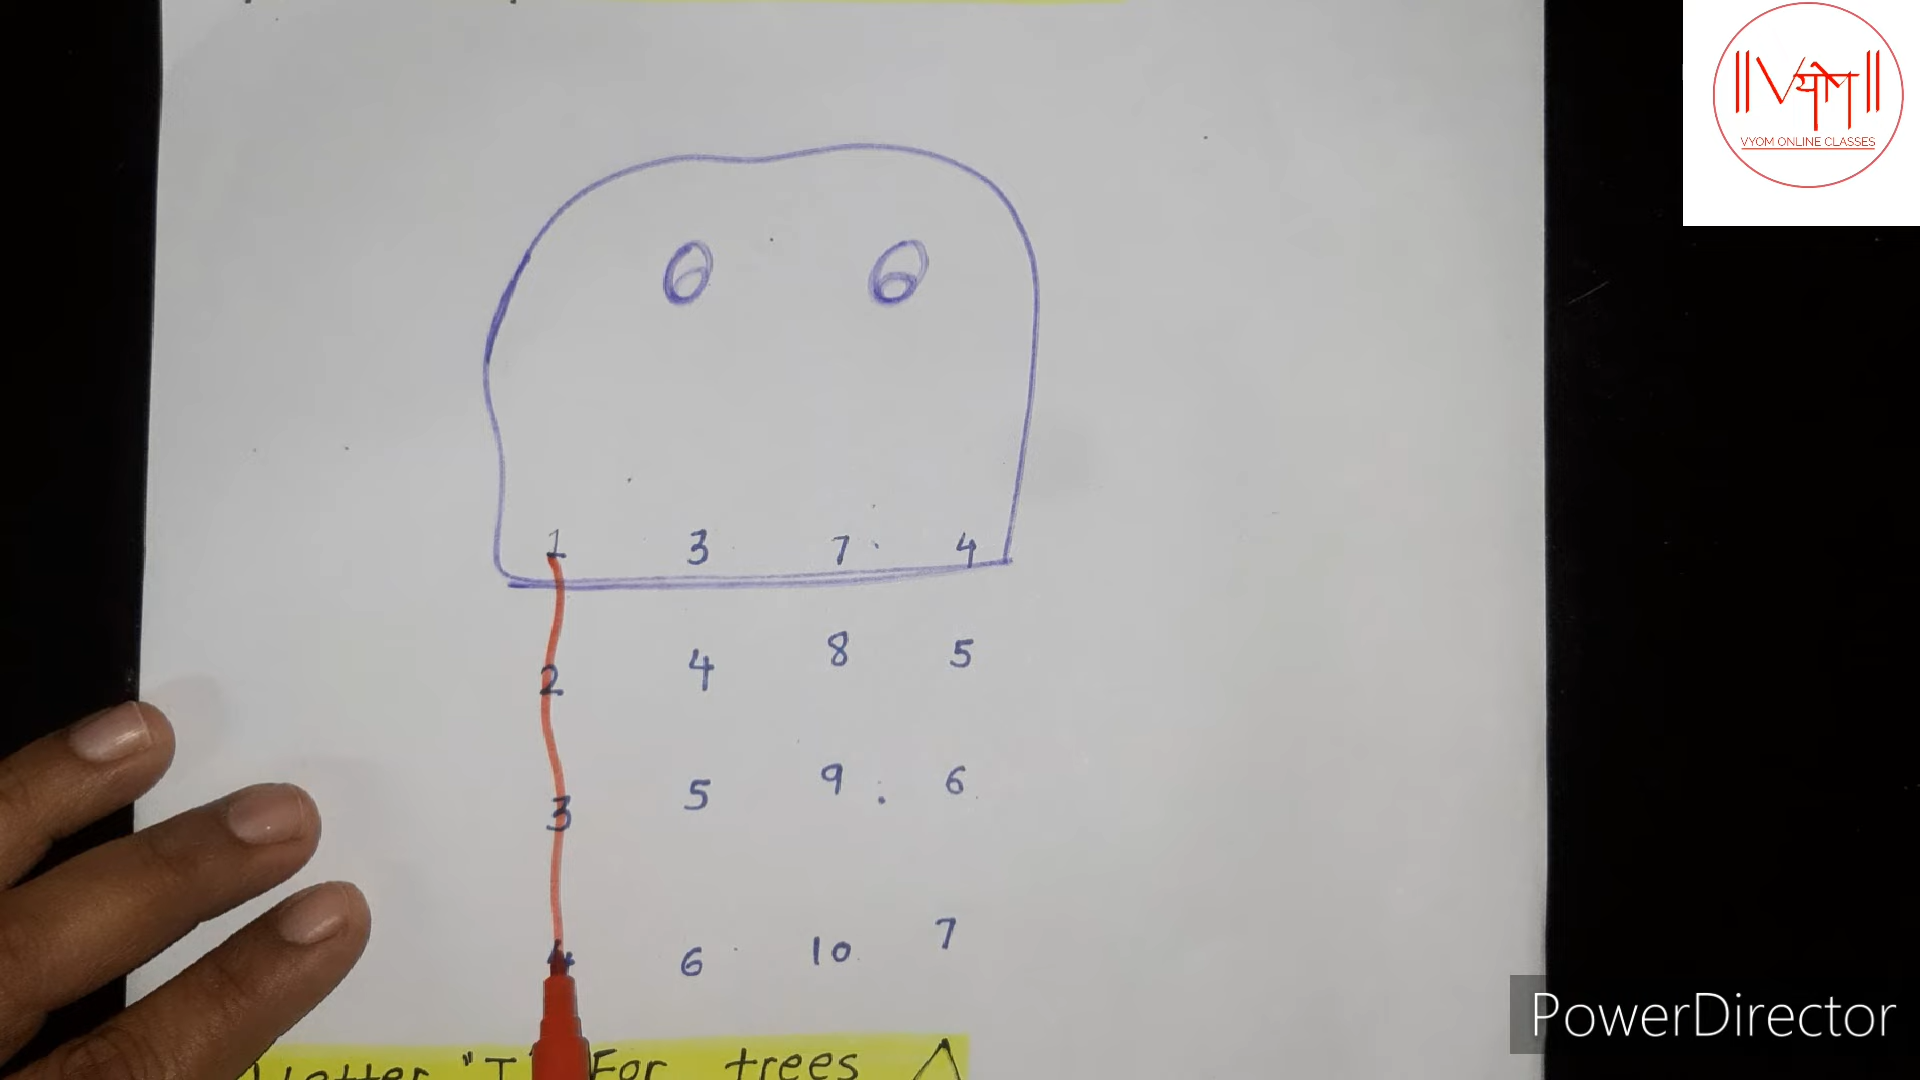 ||व्योम||
VYOM ONLINE CLASSES
1 3 7 4
2 4 8 5
3 5 9 6
4 6 10 7
letter "T" For trees
PowerDirector